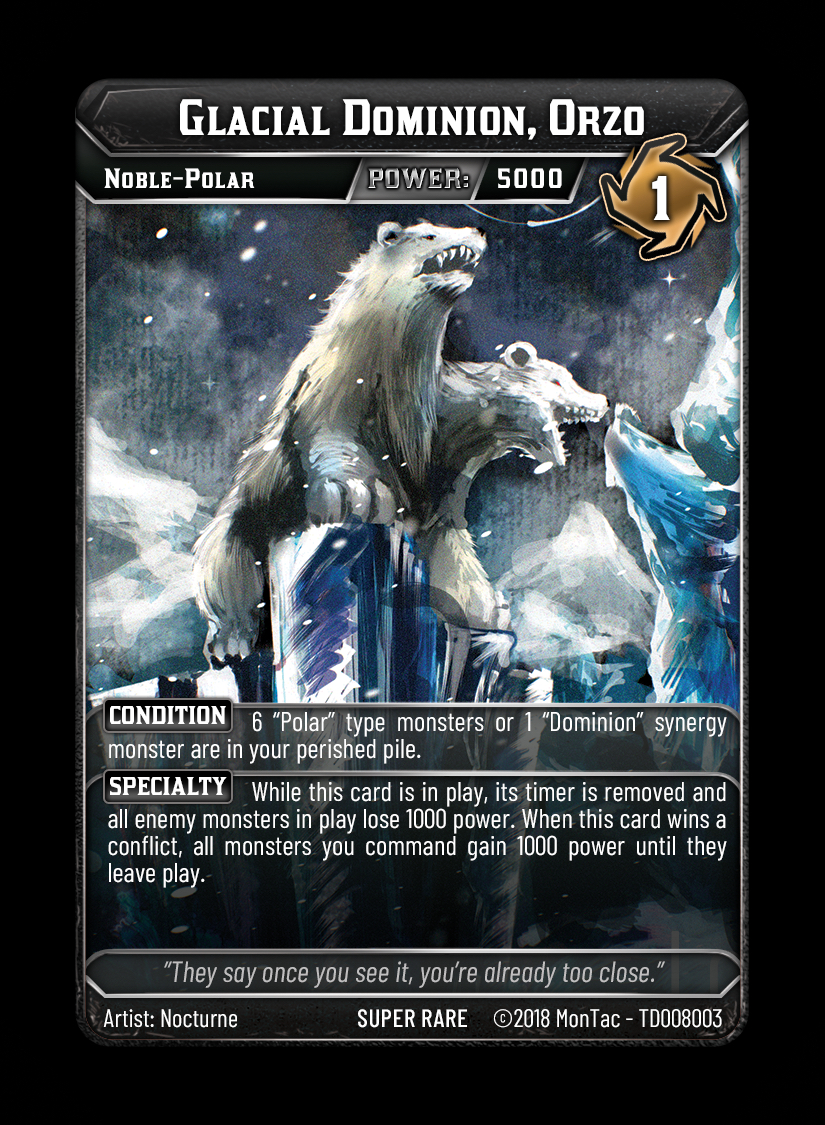 Glacial Dominion, Orzo
Noble-Polar POWER: 5000
1
CONDITION 6 “Polar” type monsters or 1 “Dominion” synergy
monster are in your perished pile.
SPECIALTY While this card is in play, its timer is removed and
all enemy monsters in play lose 1000 power. When this card wins a
conflict, all monsters you command gain 1000 power until they
leave play.
“They say once you see it, you’re already too close.”
Artist: Nocturne SUPER RARE ©2018 MonTac - TD008003